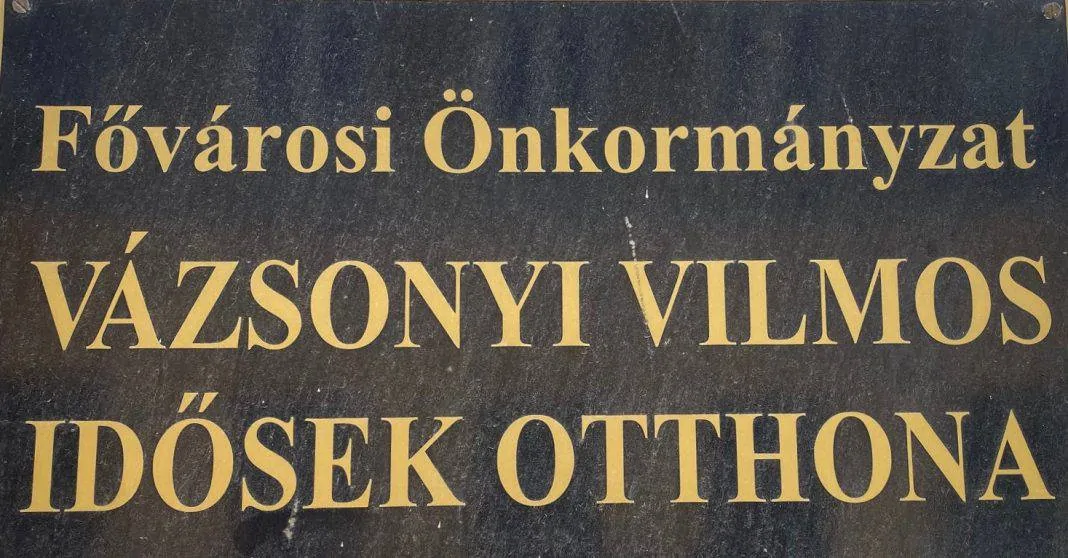 Fővárosi Önkormányzat
VÁZSONYI VILMOS
IDŐSEK OTTHONA